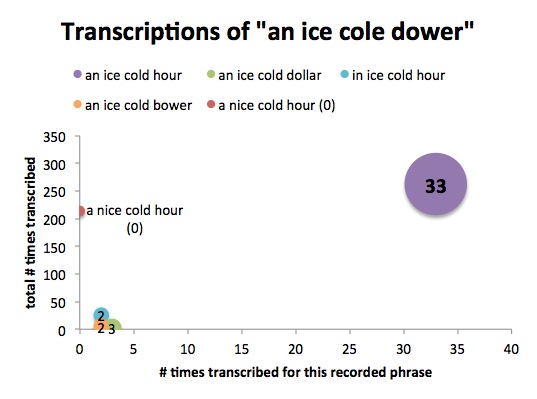 Transcriptions of "an ice cole dower"
an ice cold hour an ice cold dollar in ice cold hour
an ice cold bower a nice cold hour (0)
total # times transcribed
350
300
250
200
150
100
50
0
33
a nice cold hour
(0)
2
2 3
0 5 10 15 20 25 30 35 40
# times transcribed for this recorded phrase